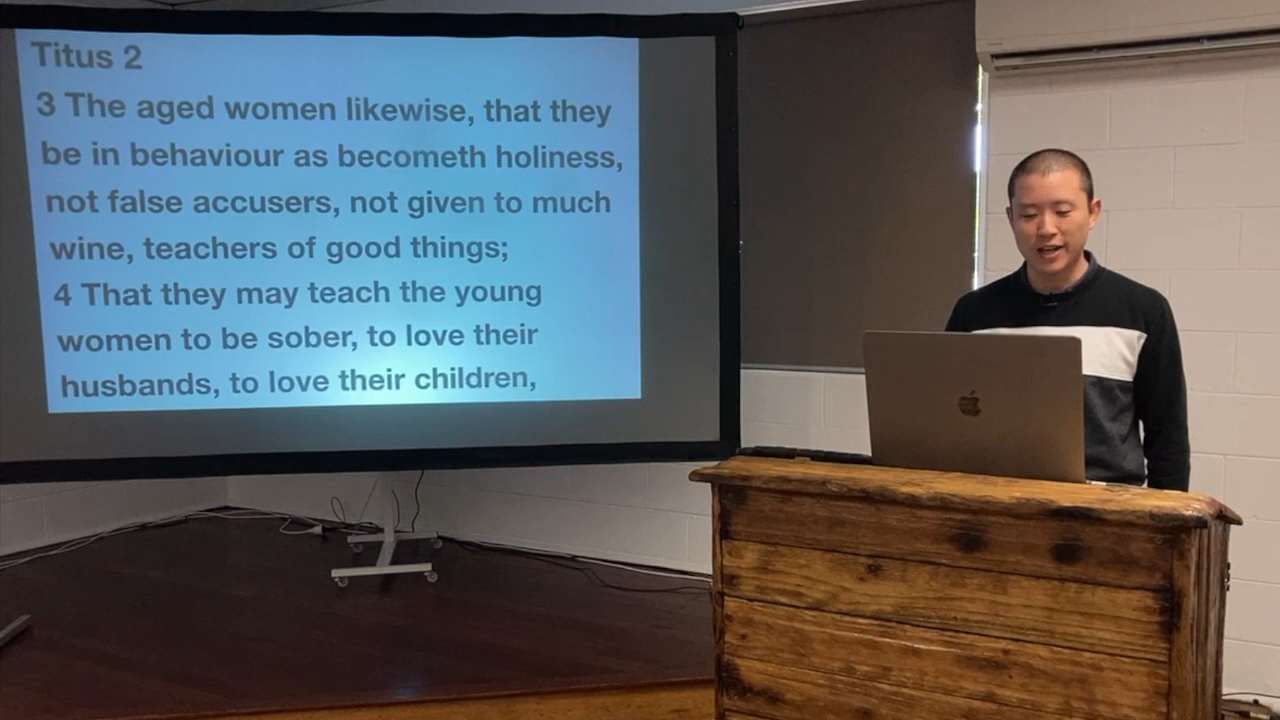 Titus 2
3 The aged women likewise, that they
be in behaviour as becometh holiness,
not false accusers, not given to much
wine, teachers of good things;
4 That they may teach the young
women to be sober, to love their
husbands, to love their children,